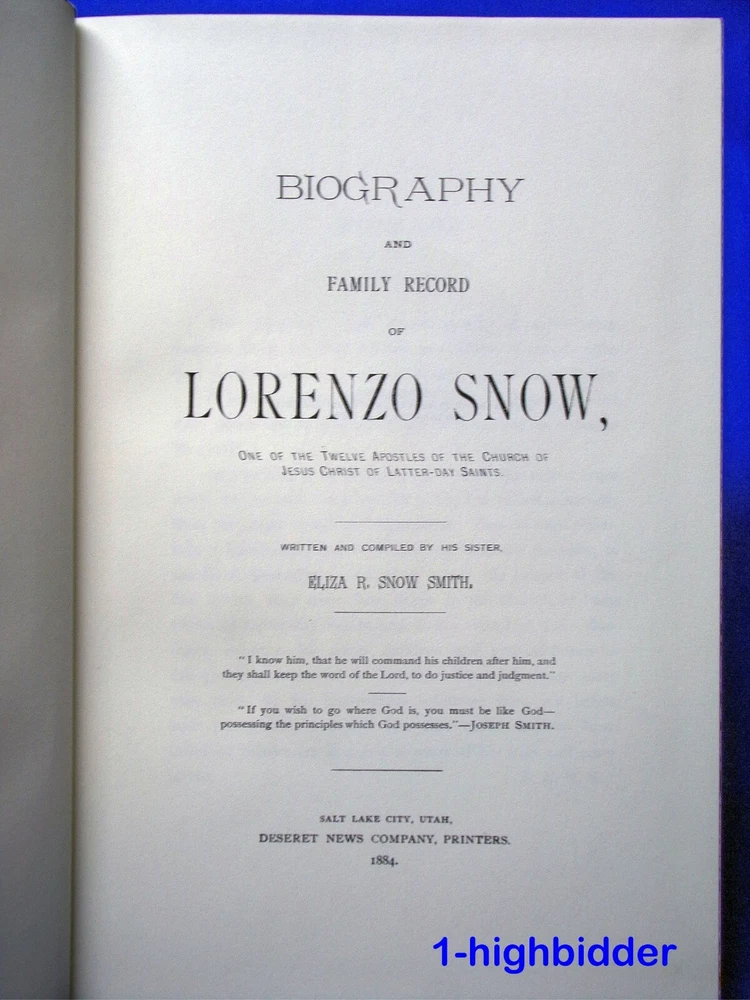 BIOGRAPHY
AND
FAMILY RECORD
OF
LORENZO SNOW,
ONE OF THE TWELVE APOSTLES OF THE CHURCH OF
JESUS CHRIST OF LATTER-DAY SAINTS.
WRITTEN AND COMPILED BY HIS SISTER,
ELIZA R. SNOW SMITH.
"I know him, that he will command his children after him, and
they shall keep the word of the Lord, to do justice and judgment."
"If you wish to go where God is, you must be like God—
possessing the principles which God possesses."—JOSEPH SMITH.
SALT LAKE CITY, UTAH,
DESERET NEWS COMPANY, PRINTERS.
1884.
1-highbidder